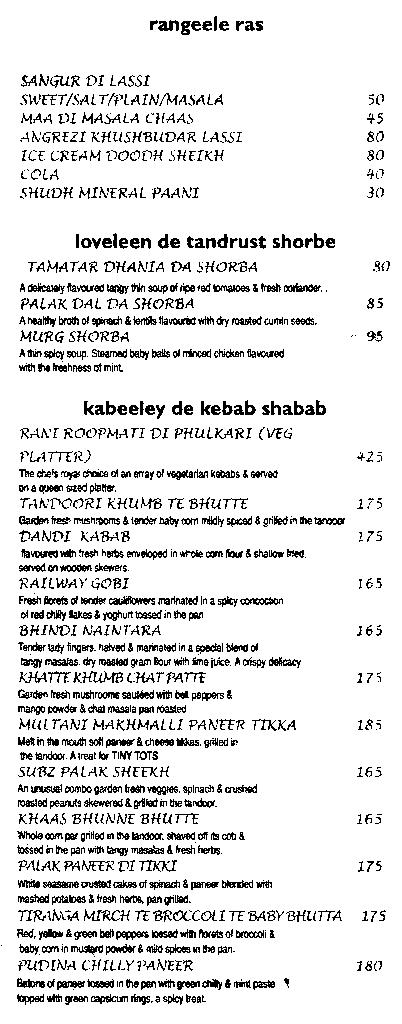 rangeele ras
SANGUR DI LASSI
SWEET/SALT/PLAIN/MASALA 50
MAA DI MASALA CHAAS 45
ANGREZI KHUSHBUDAR LASSI 80
ICE CREAM DOODH SHEIKH 80
COLA 40
SHUDH MINERAL PAANI 30
loveleen de tandrust shorbe
TAMATAR DHANIA DA SHORBA 80
A delicately flavoured tangy thin soup of ripe red tomatoes & fresh coriander. .
PALAK DAL DA SHORBA 85
A healthy broth of spinach & lentils flavoured with dry roasted cumin seeds.
MURG SHORBA 95
A thin spicy soup. Steamed baby balls of minced chicken flavoured
with the freshness of mint.
kabeeley de kebab shabab
RANI ROOPMATI DI PHULKARI (VEG
PLATTER) 425
The chefs royal choice of an array of vegetarian kababs & served
on a queen sized platter.
TANDOORI KHUMB TE BHUTTE 175
Garden fresh mushrooms & tender baby corn mildly spiced & grilled in the tandoor
DANDI KABAB 175
flavoured with fresh herbs enveloped in whole corn flour & shallow fried,
served on wooden skewers.
RAILWAY GOBI 165
Fresh florets of tender cauliflowers marinated in a spicy concoction
of red chilly flakes & yoghurt tossed in the pan
BHINDI NAINTARA 165
Tender lady fingers, halved & marinated in a special blend of
tangy masalas, dry roasted gram flour with lime juice. A crispy delicacy
KHATTE KHUMB CHAT PATTE 175
Garden fresh mushrooms sautéed with bell peppers &
mango powder & chat masala pan roasted
MULTANI MAKHMALLI PANEER TIKKA 185
Melt in the mouth soft paneer & cheese tikkas, grilled in
the tandoor. A treat for TINY TOTS
SUBZ PALAK SHEEKH 165
An unusual combo garden fresh veggies, spinach & crushed
roasted peanuts skewered & grilled in the tandoor.
KHAAS BHUNNE BHUTTE 165
Whole corn par grilled in the tandoor, shaved off its cob &
tossed in the pan with tangy masalas & fresh herbs.
PALAK PANEER DI TIKKI 175
White seasame crusted cakes of spinach & paneer blended with
mashed potatoes & fresh herbs, pan grilled.
TIRANGA MIRCH TE BROCCOLI TE BABY BHUTTA 175
Red, yellow & green bell peppers tossed with florets of broccoli &
baby corn in mustard powder & mild spices in the pan.
PUDINA CHILLY PANEER 180
Batons of paneer tossed in the pan with green chilly & mint paste
topped with green capsicum rings, a spicy treat.